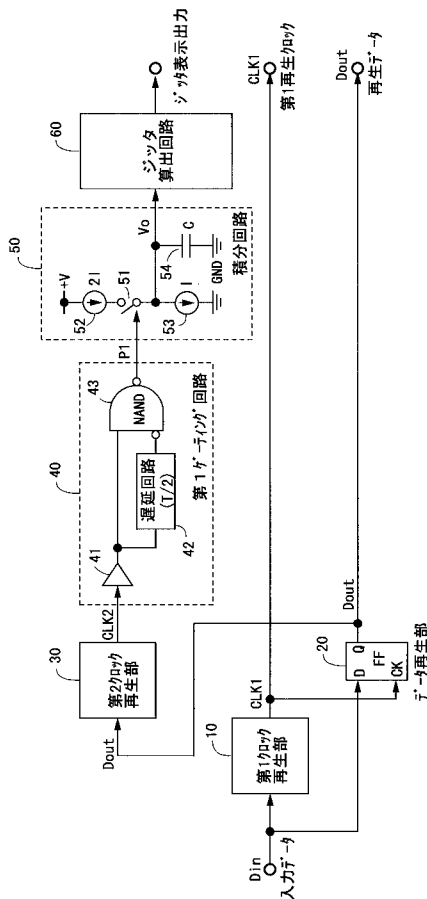 Din
入力データ
10
第1クロック
再生部
CLK1
20
D
Q
FF
CK
データ再生部
Dout
Dout
再生データ
CLK1
第1再生クロック
Dout
30
第2クロック
再生部
CLK2
40
41
遅延回路
(T/2)
42
43
NAND
第1ゲーティング回路
P1
50
+V
52
2I
51
53
I
Vo
54
C
GND
積分回路
60
ジッタ
算出回路
ジッタ表示出力